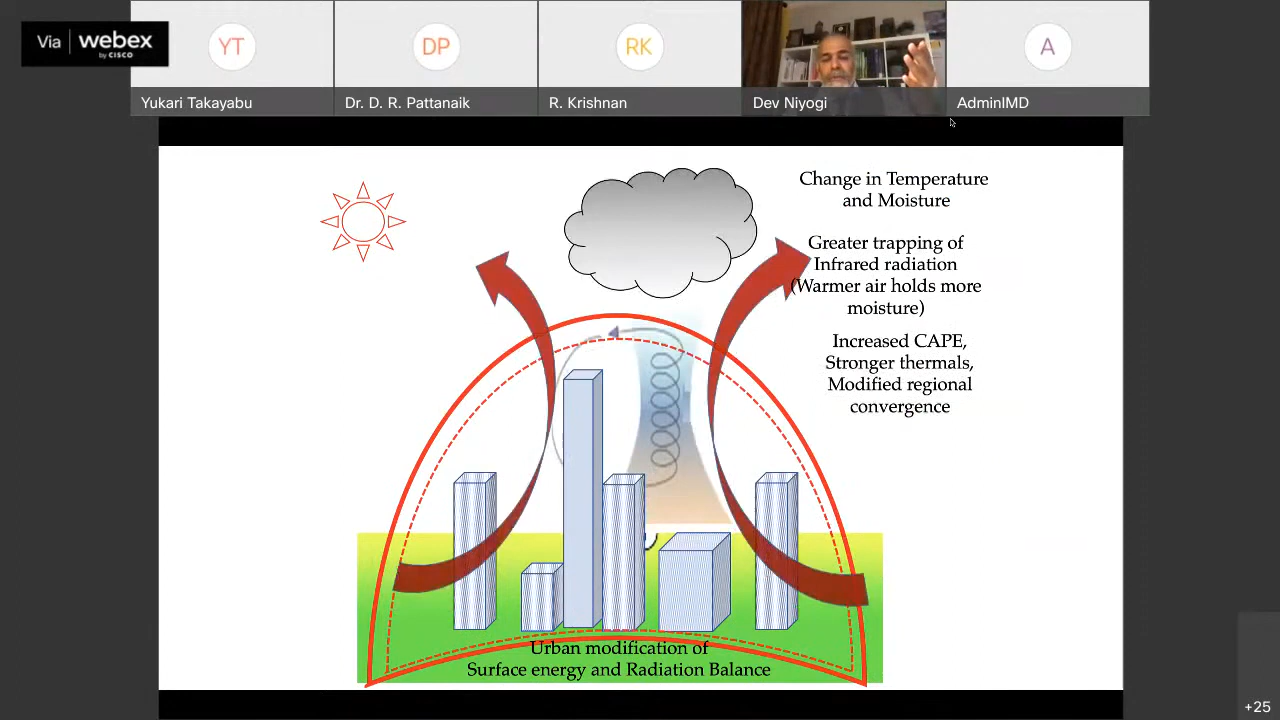 Via webex
by CISCO
YT
DP
RK
A
Yukari Takayabu
Dr. D. R. Pattanaik
R. Krishnan
Dev Niyogi
AdminIMD
Change in Temperature
and Moisture
Greater trapping of
Infrared radiation
(Warmer air holds more
moisture)
Increased CAPE,
Stronger thermals,
Modified regional
convergence
Urban modification of
Surface energy and Radiation Balance
+25